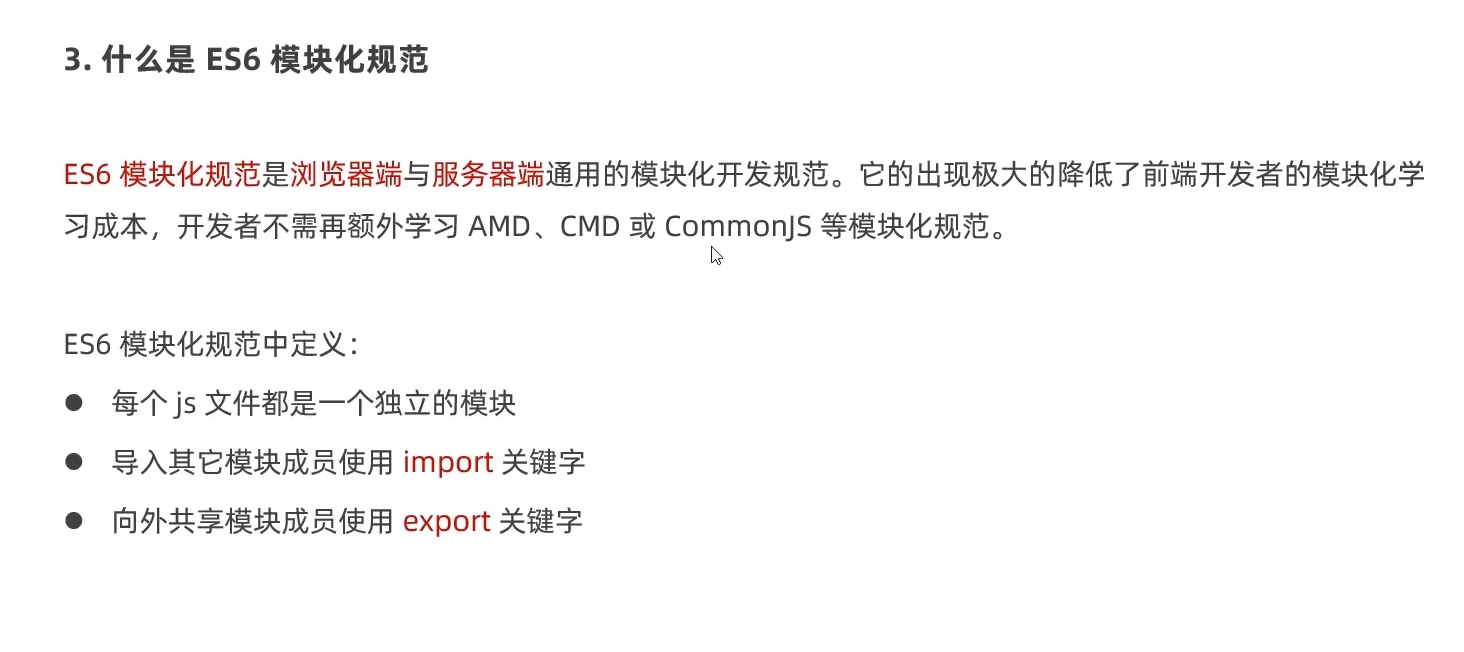 3. 什么是 ES6 模块化规范
ES6 模块化规范是浏览器端与服务器端通用的模块化开发规范。它的出现极大的降低了前端开发者的模块化学
习成本，开发者不需再额外学习 AMD、CMD 或 CommonJS 等模块化规范。
ES6 模块化规范中定义：
● 每个 js 文件都是一个独立的模块
● 导入其它模块成员使用 import 关键字
● 向外共享模块成员使用 export 关键字